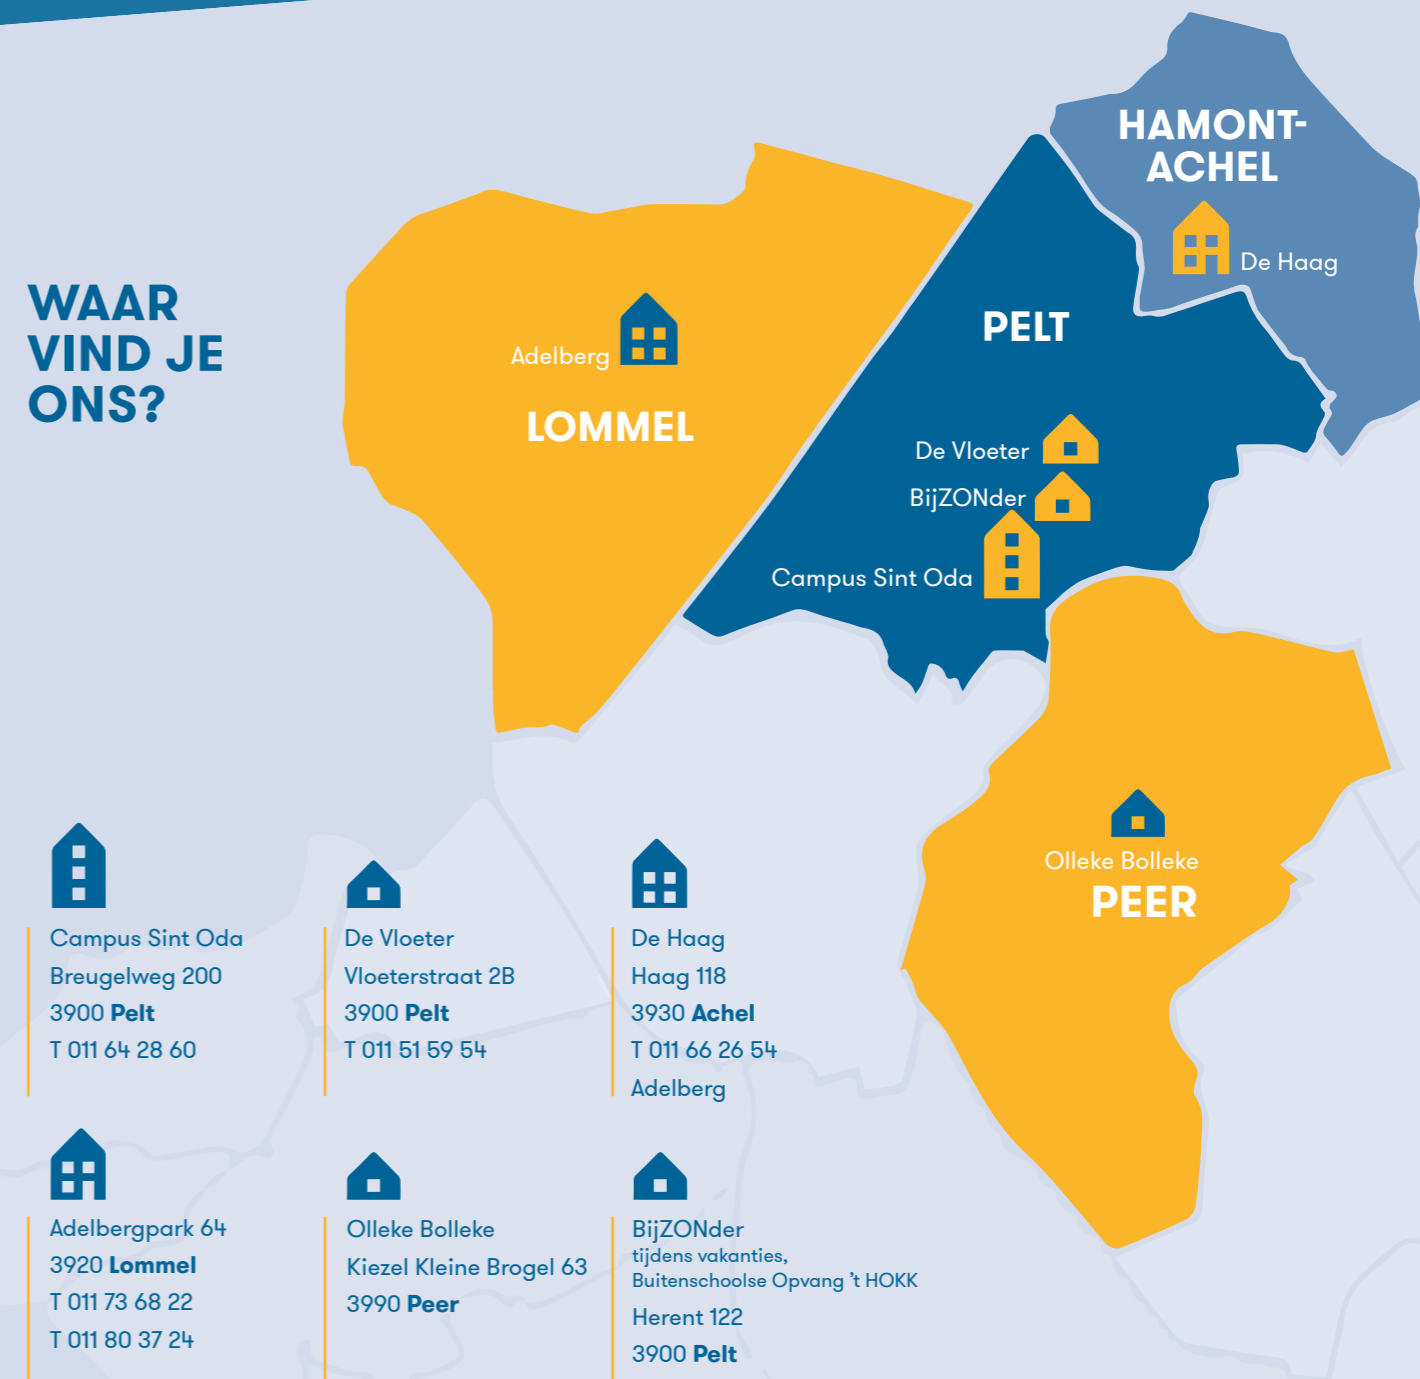 HAMONT-
ACHEL
De Haag
WAAR
VIND JE
ONS?
PELT
Adelberg
LOMMEL
De Vloeter
BijZONder
Campus Sint Oda
Olleke Bolleke
PEER
Campus Sint Oda
Breugelweg 200
3900 Pelt
T 011 64 28 60
De Vloeter
Vloeterstraat 2B
3900 Pelt
T 011 51 59 54
De Haag
Haag 118
3930 Achel
T 011 66 26 54
Adelberg
Adelbergpark 64
3920 Lommel
T 011 73 68 22
T 011 80 37 24
Olleke Bolleke
Kiezel Kleine Brogel 63
3990 Peer
BijZONder
tijdens vakanties,
Buitenschoolse Opvang ’t HOKK
Herent 122
3900 Pelt